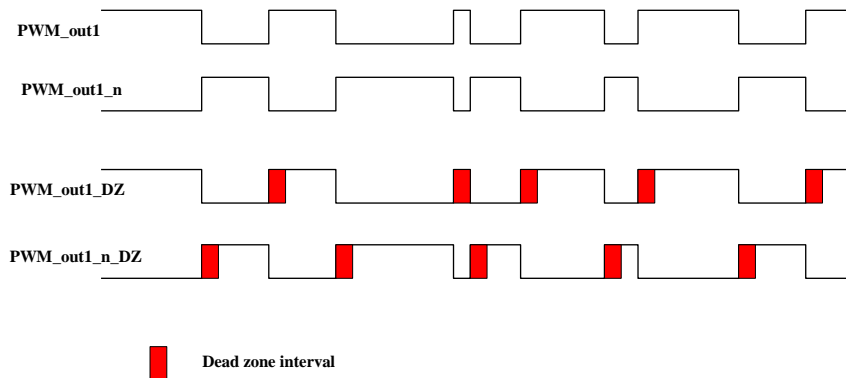 PWM_out1
PWM_out1_n
PWM_out1_DZ
PWM_out1_n_DZ
Dead zone interval